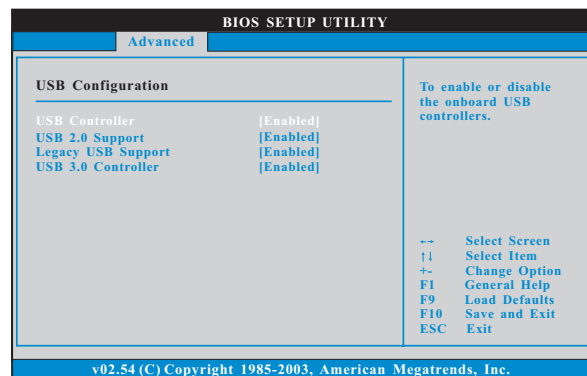 BIOS SETUP UTILITY
Advanced
USB Configuration
USB Controller [Enabled]
USB 2.0 Support [Enabled]
Legacy USB Support [Enabled]
USB 3.0 Controller [Enabled]
To enable or disable
the onboard USB
controllers.
←→ Select Screen
↑↓ Select Item
+- Change Option
F1 General Help
F9 Load Defaults
F10 Save and Exit
ESC Exit
v02.54 (C) Copyright 1985-2003, American Megatrends, Inc.